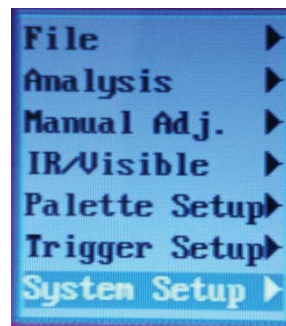 File
Analysis
Manual Adj.
IR/Visible
Palette Setup
Trigger Setup
System Setup